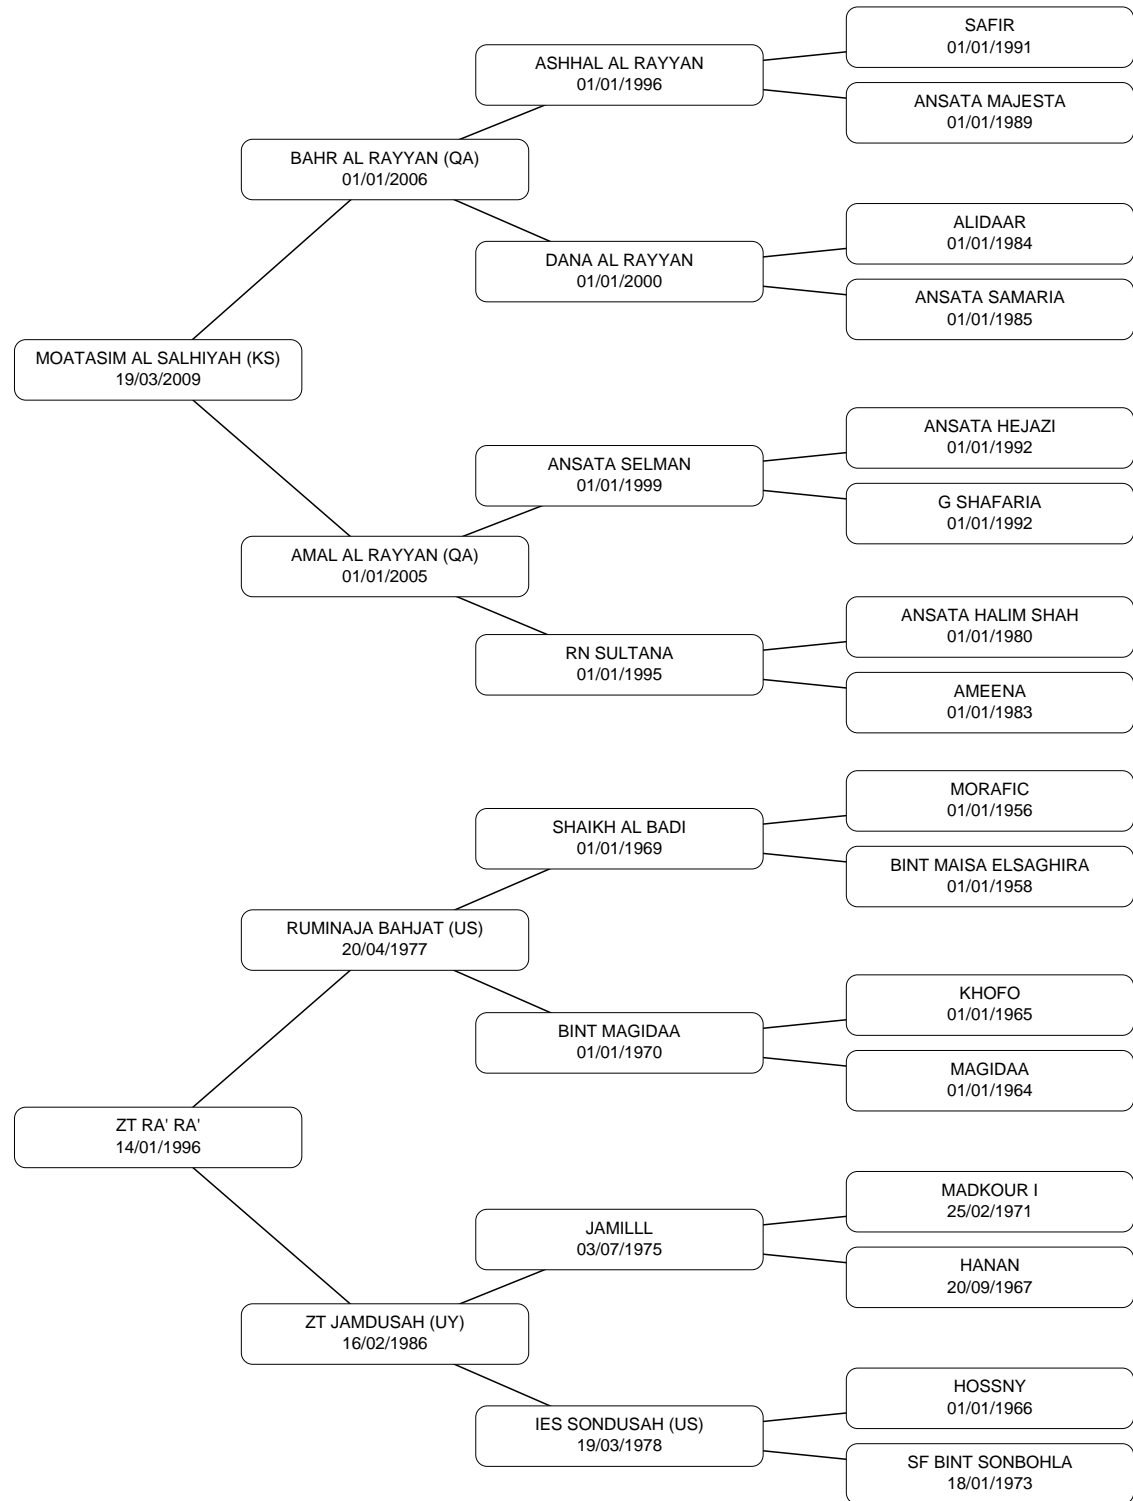 SAFIR
01/01/1991
ASHHAL AL RAYYAN
01/01/1996
ANSATA MAJESTA
01/01/1989
BAHR AL RAYYAN (QA)
01/01/2006
ALIDAAR
01/01/1984
DANA AL RAYYAN
01/01/2000
ANSATA SAMARIA
01/01/1985
MOATASIM AL SALHIYAH (KS)
19/03/2009
ANSATA HEJAZI
01/01/1992
ANSATA SELMAN
01/01/1999
G SHAFARIA
01/01/1992
AMAL AL RAYYAN (QA)
01/01/2005
ANSATA HALIM SHAH
01/01/1980
RN SULTANA
01/01/1995
AMEENA
01/01/1983
MORAFIC
01/01/1956
SHAIKH AL BADI
01/01/1969
BINT MAISA ELSAGHIRA
01/01/1958
RUMINAJA BAHJAT (US)
20/04/1977
KHOFO
01/01/1965
BINT MAGIDAA
01/01/1970
MAGIDAA
01/01/1964
ZT RA' RA'
14/01/1996
MADKOUR I
25/02/1971
JAMILLL
03/07/1975
HANAN
20/09/1967
ZT JAMDUSAH (UY)
16/02/1986
HOSSNY
01/01/1966
IES SONDUSAH (US)
19/03/1978
SF BINT SONBOHLA
18/01/1973